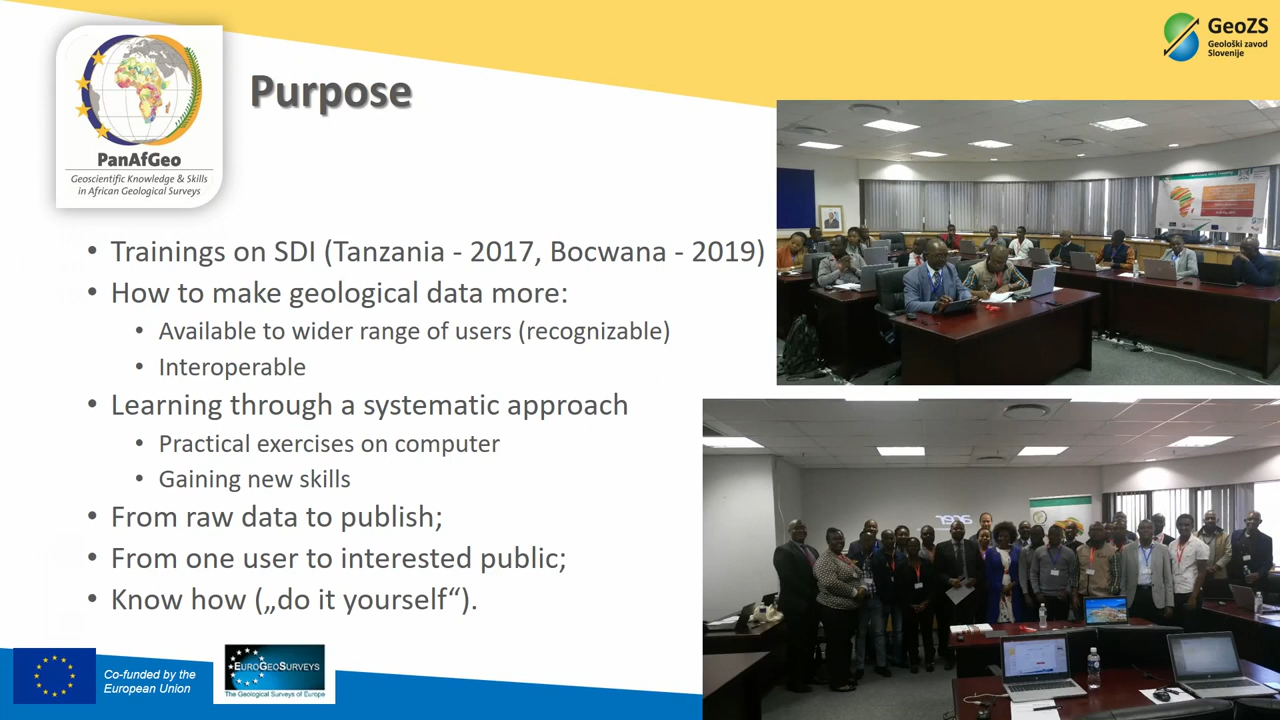 GeoZS
Geološki zavod
Slovenije
Purpose
PanAfGeo
Geoscientific Knowledge & Skills
in African Geological Surveys
• Trainings on SDI (Tanzania - 2017, Bocwana - 2019)
• How to make geological data more:
• Available to wider range of users (recognizable)
• Interoperable
• Learning through a systematic approach
• Practical exercises on computer
• Gaining new skills
• From raw data to publish;
• From one user to interested public;
• Know how („do it yourself“).
Co-funded by the
European Union
EUROGEOSURVEYS
The Geological Surveys of Europe
acer